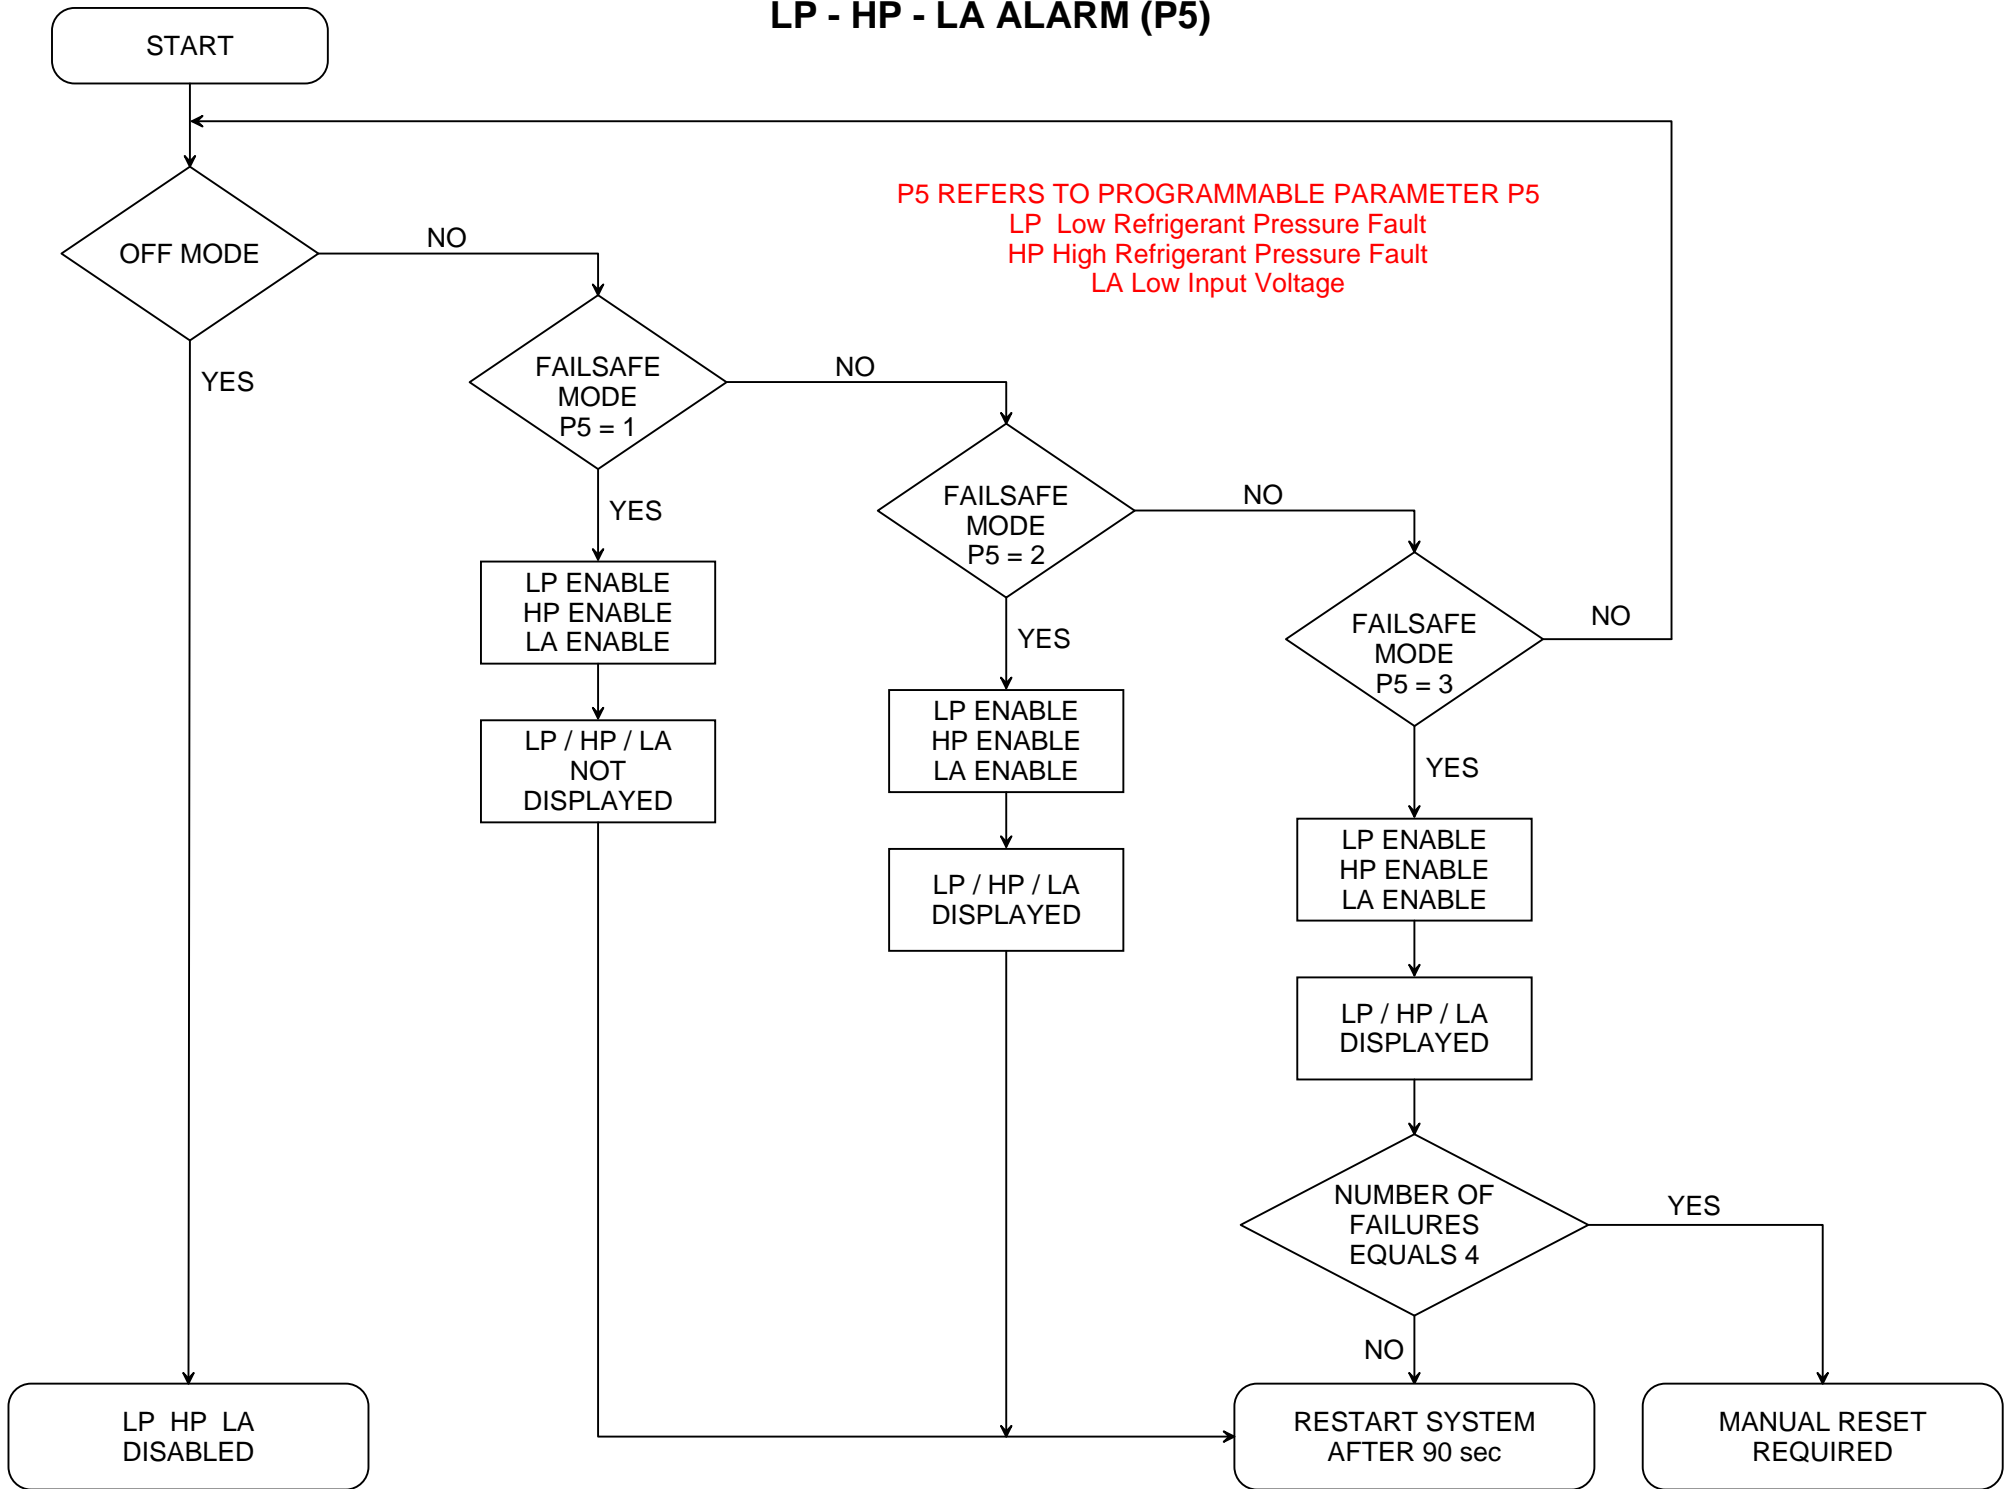 LP - HP - LA ALARM (P5)
START
P5 REFERS TO PROGRAMMABLE PARAMETER P5
LP  Low Refrigerant Pressure Fault
HP High Refrigerant Pressure Fault
LA Low Input Voltage
OFF MODE
NO
YES
FAILSAFE
MODE
P5 = 1
NO
YES
LP ENABLE
HP ENABLE
LA ENABLE
LP / HP / LA
NOT
DISPLAYED
FAILSAFE
MODE
P5 = 2
NO
YES
LP ENABLE
HP ENABLE
LA ENABLE
LP / HP / LA
DISPLAYED
FAILSAFE
MODE
P5 = 3
NO
YES
LP ENABLE
HP ENABLE
LA ENABLE
LP / HP / LA
DISPLAYED
NUMBER OF
FAILURES
EQUALS 4
YES
NO
LP  HP  LA
DISABLED
RESTART SYSTEM
AFTER 90 sec
MANUAL RESET
REQUIRED